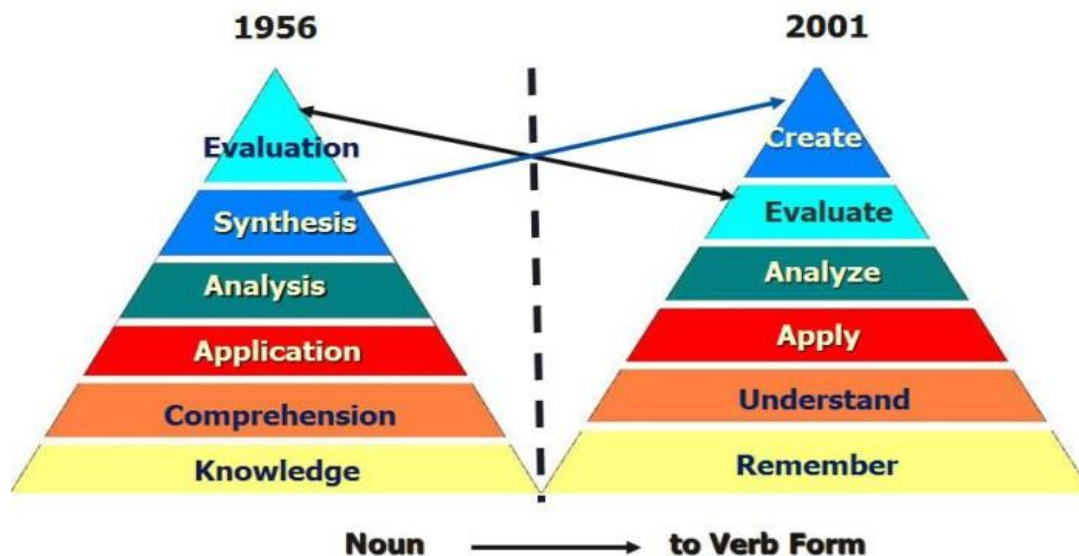 1956
2001
Evaluation
Synthesis
Analysis
Application
Comprehension
Knowledge
Create
Evaluate
Analyze
Apply
Understand
Remember
Noun to Verb Form